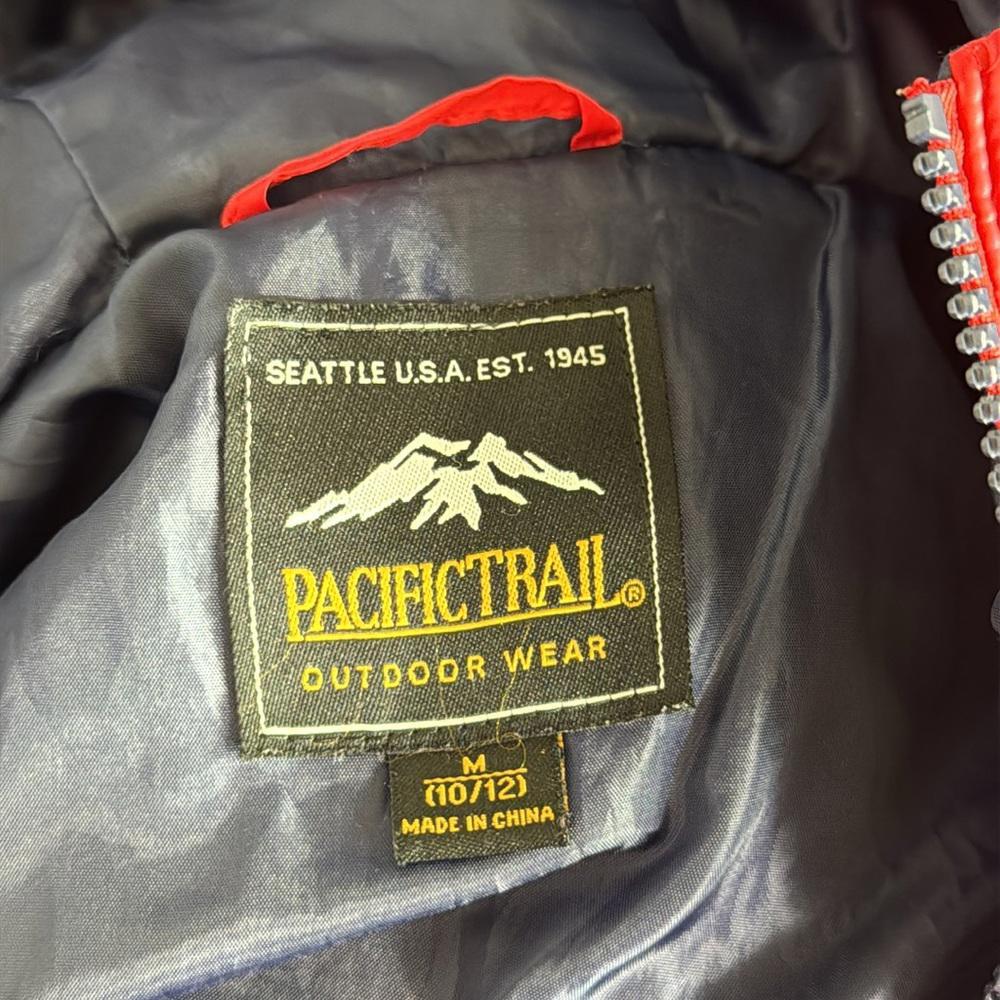 SEATTLE U.S.A. EST. 1945
PACIFICTRAIL®
OUTDOOR WEAR
M
(10/12)
MADE IN CHINA